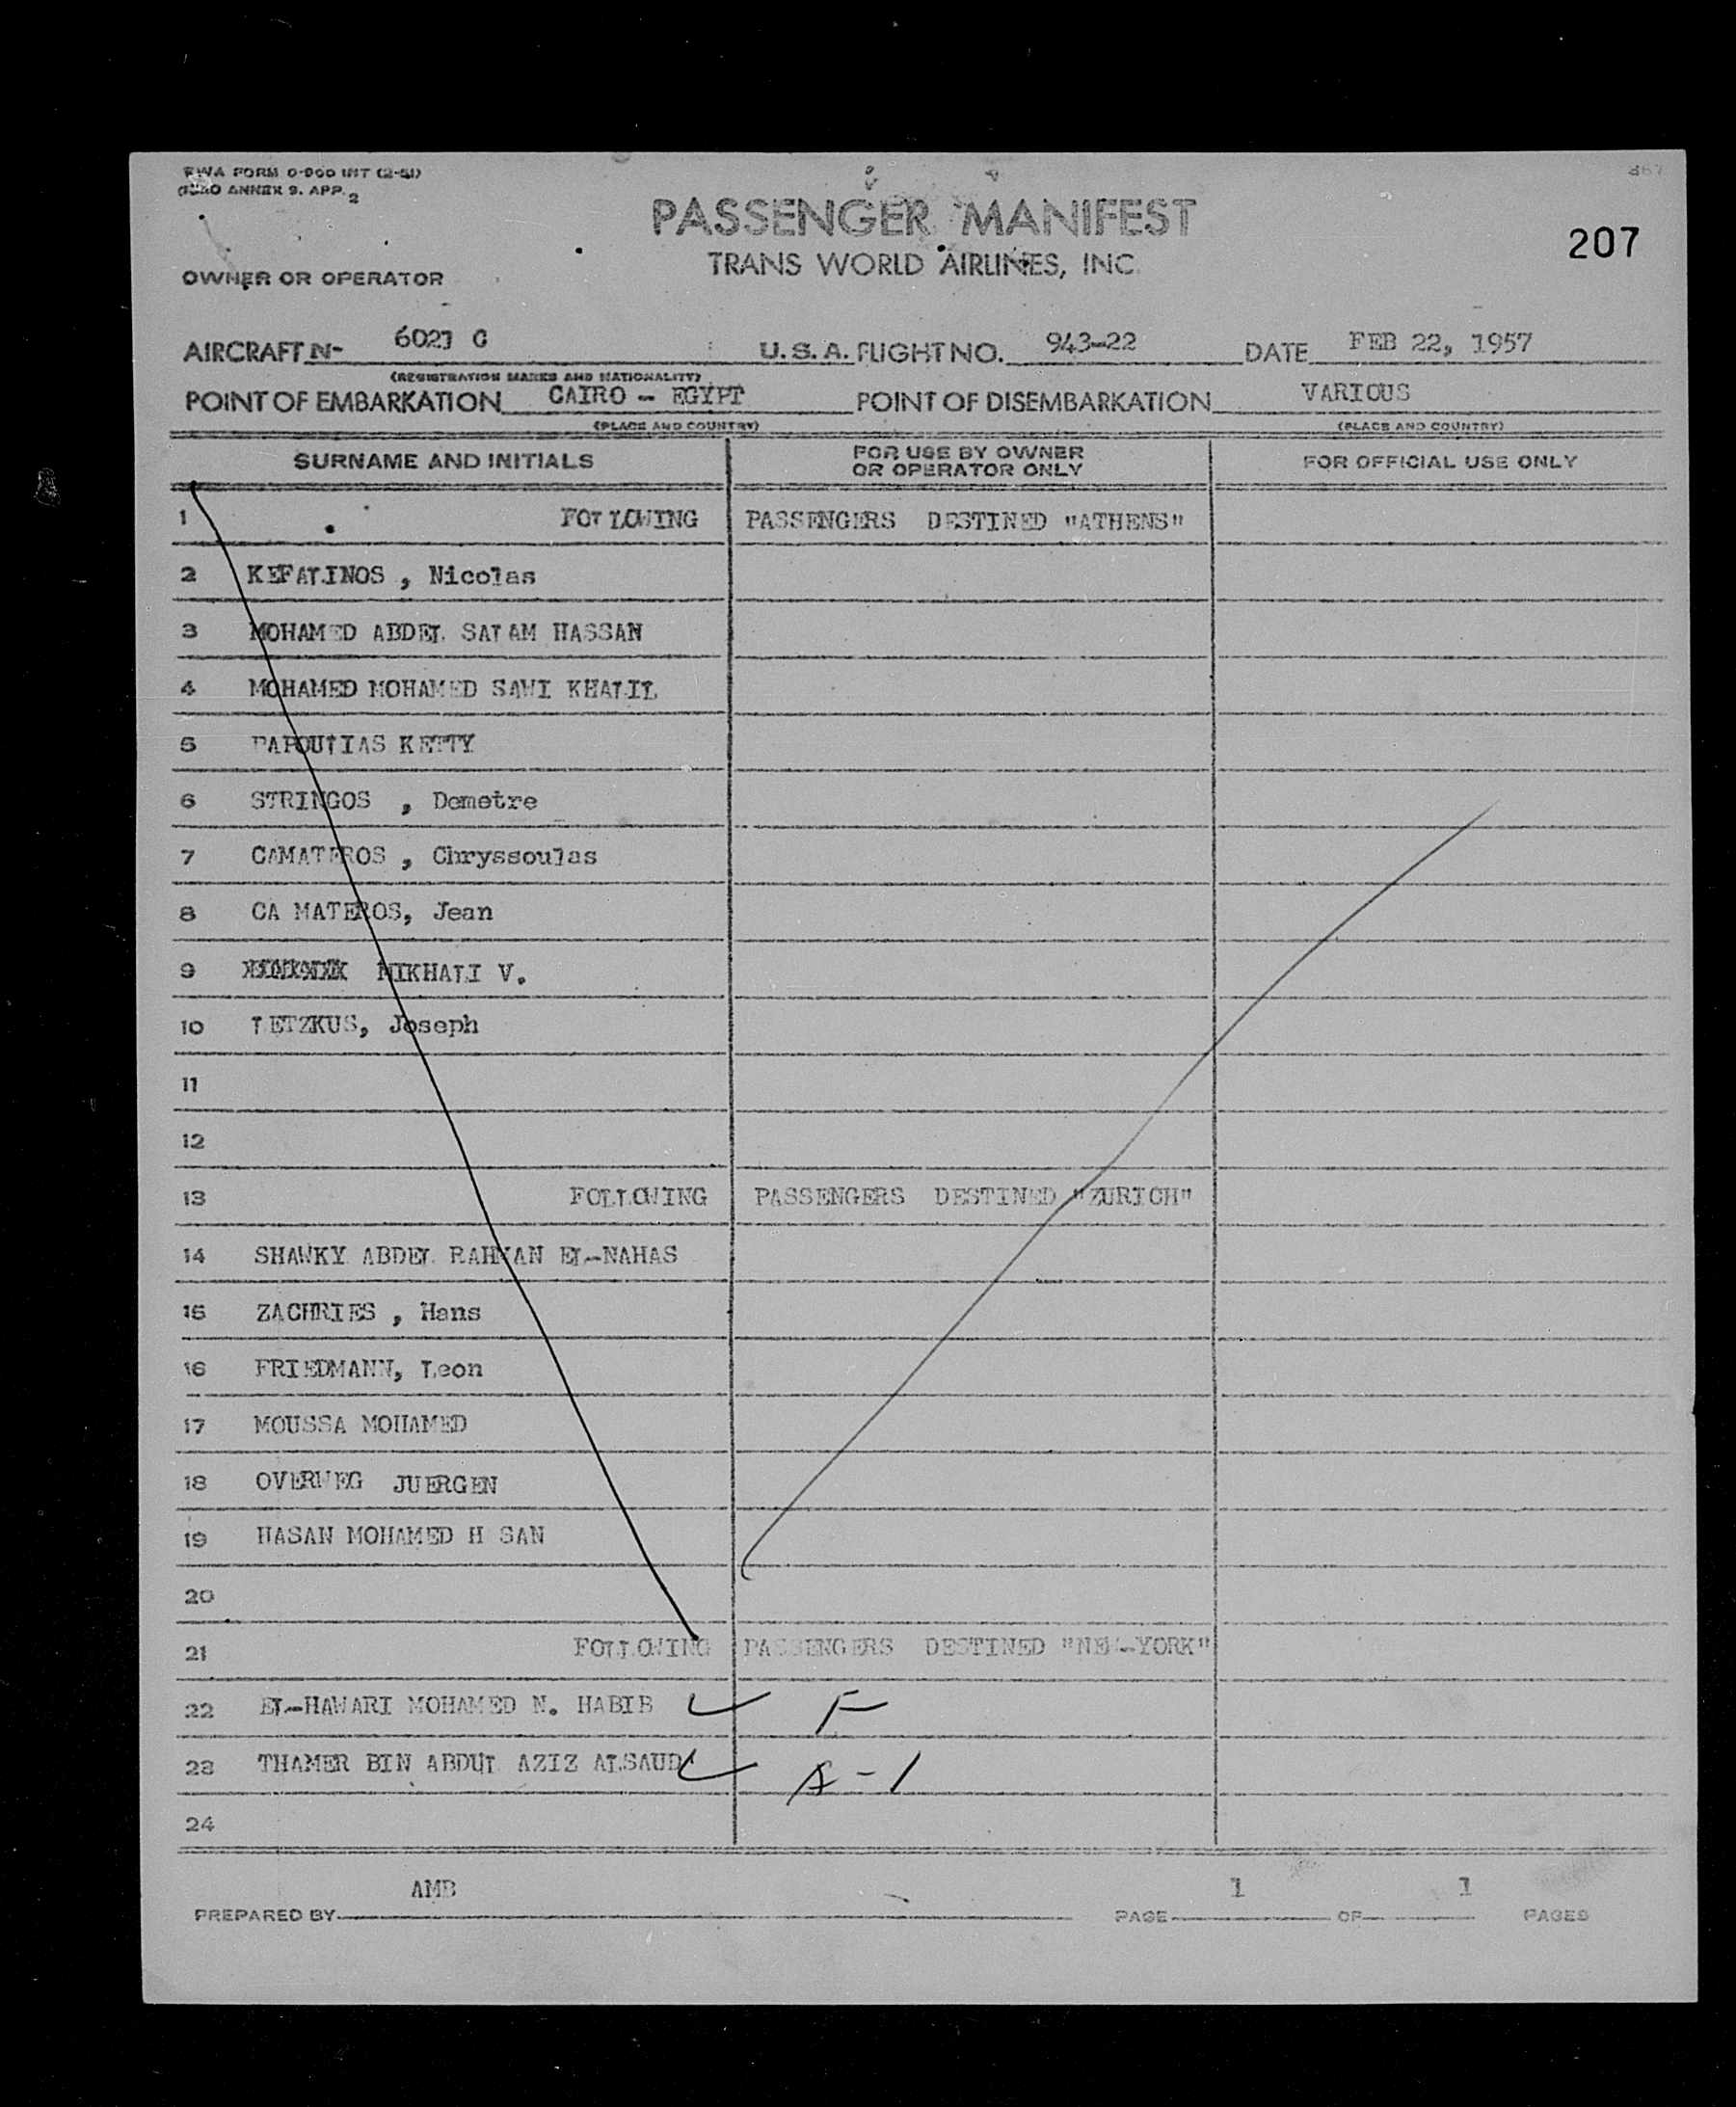 TWA FORM 0-900 INT (2-51)
ICAO ANNEX 9. APP. 2
PASSENGER MANIFEST
207
TRANS WORLD AIRLINES, INC.
OWNER OR OPERATOR
AIRCRAFT N- 6021 C U. S. A. FLIGHT NO. 943-22 DATE FEB 22, 1957
(REGISTRATION MARKS AND NATIONALITY)
POINT OF EMBARKATION CAIRO - EGYPT POINT OF DISEMBARKATION VARIOUS
(PLACE AND COUNTRY) (PLACE AND COUNTRY)
SURNAME AND INITIALS FOR USE BY OWNER OR OPERATOR ONLY FOR OFFICIAL USE ONLY
1 FOLLOWING PASSENGERS DESTINED "ATHENS"
2 KEFALINOS , Nicolas
3 MOHAMED ABDEL SALAM HASSAN
4 MOHAMED MOHAMED SAWI KHALIL
5 PAPOULIAS KETTY
6 STRINGOS , Demetre
7 CAMATEROS , Chryssoulas
8 CA MATEROS, Jean
9 MIKHALI V.
10 LETZKUS, Joseph
11
12
13 FOLLOWING PASSENGERS DESTINED "ZURICH"
14 SHAWKY ABDEL RAHMAN EL-NAHAS
15 ZACHRIES , Hans
16 FRIEDMANN, Leon
17 MOUSSA MOHAMED
18 OVERWEG JUERGEN
19 HASAN MOHAMED H SAN
20
21 FOLLOWING PASSENGERS DESTINED "NEW-YORK"
22 EL-HAWARI MOHAMED N. HABIB F
23 THAMER BIN ABDUL AZIZ ALSAUD A-1
24
PREPARED BY AMB PAGE 1 OF 1 PAGES